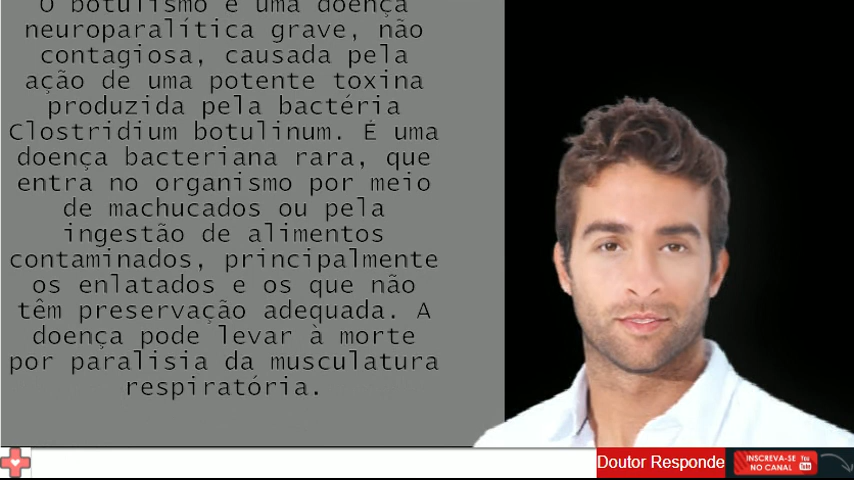 O botulismo é uma doença
neuroparalítica grave, não
contagiosa, causada pela
ação de uma potente toxina
produzida pela bactéria
Clostridium botulinum. É uma
doença bacteriana rara, que
entra no organismo por meio
de machucados ou pela
ingestão de alimentos
contaminados, principalmente
os enlatados e os que não
têm preservação adequada. A
doença pode levar à morte
por paralisia da musculatura
respiratória.
Doutor Responde
INSCREVA-SE
NO CANAL
You
Tube